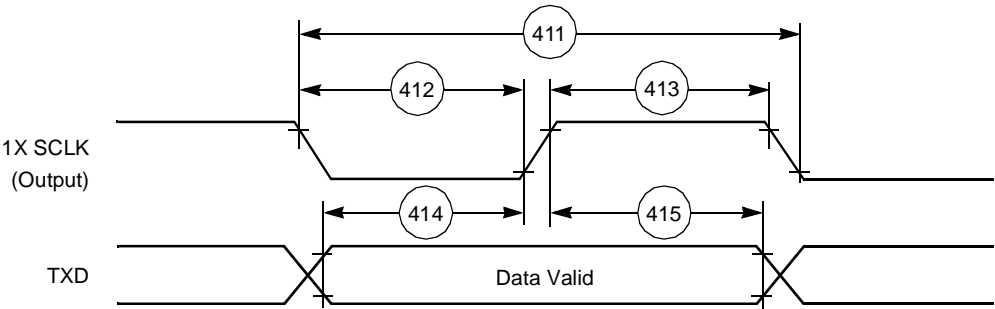 411
412
413
1X SCLK
(Output)
414
415
TXD
Data Valid